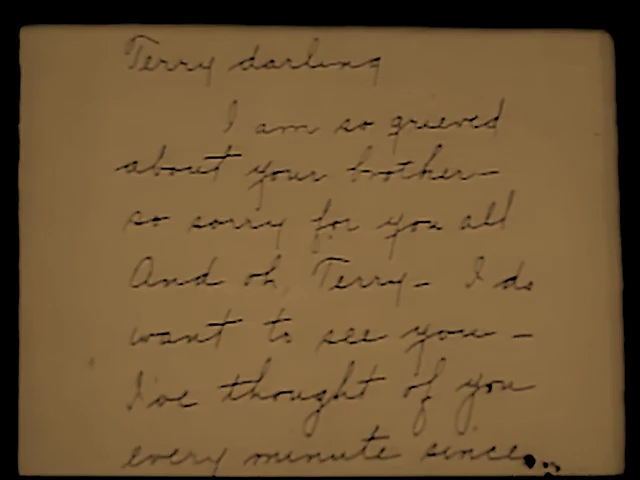 Terry darling
I am so grieved
about your brother—
so sorry for you all
And oh, Terry— I do
want to see you —
I've thought of you
every minute since